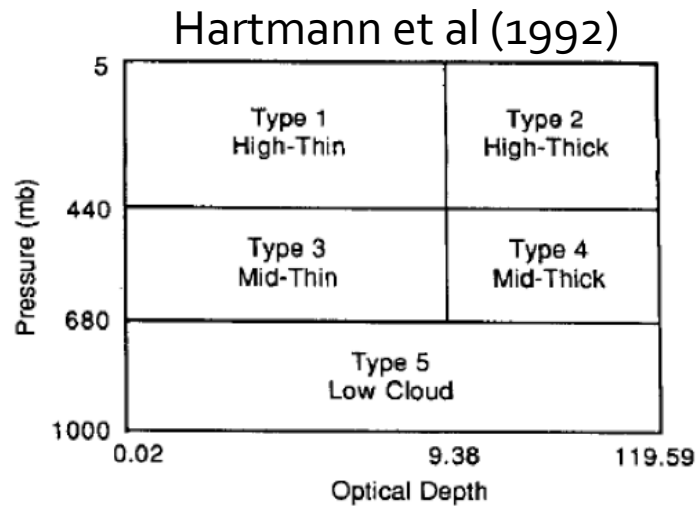 Hartmann et al (1992)
5
Type 1
High-Thin
Type 2
High-Thick
440
Pressure (mb)
Type 3
Mid-Thin
Type 4
Mid-Thick
680
Type 5
Low Cloud
1000
0.02
9.38
119.59
Optical Depth